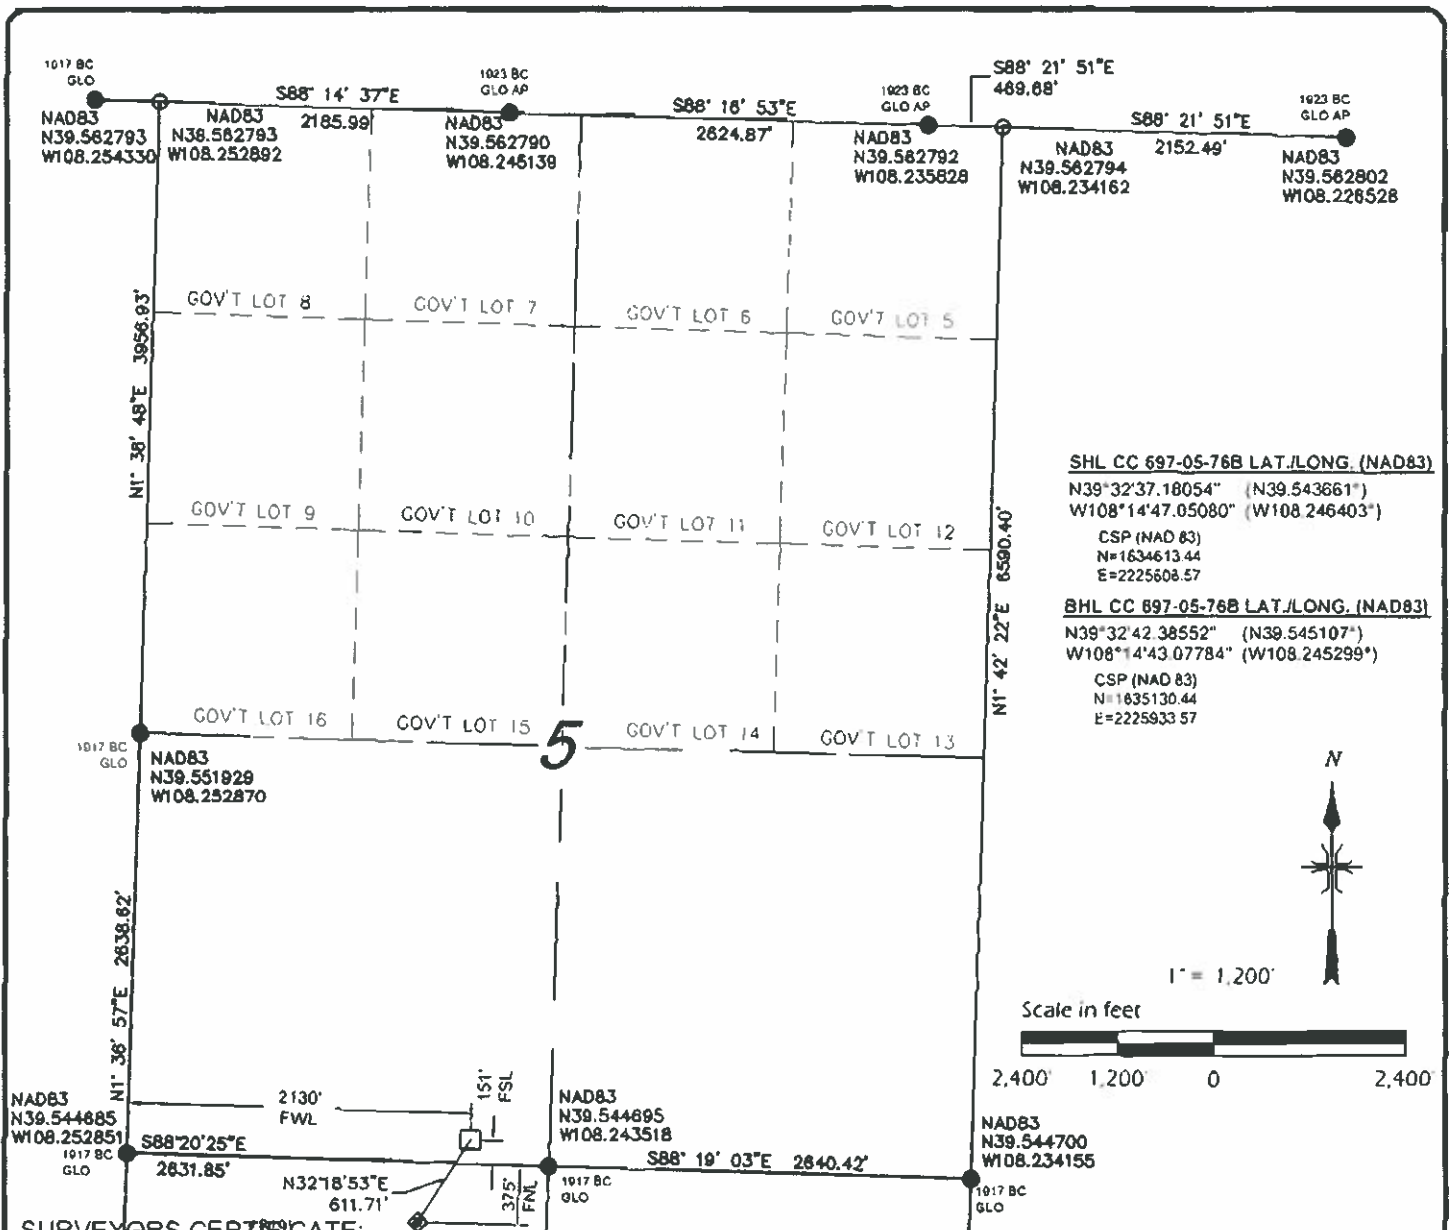 1917 BC
GLO
NAD83
N39.562793
W108.254330
S88° 14' 37"E
2185.99'
NAD83
N38.562793
W108.252892
1923 BC
GLO AP
NAD83
N39.562790
W108.245139
S88° 16' 53"E
2624.87'
1923 BC
GLO AP
NAD83
N39.562792
W108.235828
S88° 21' 51"E
469.68'
NAD83
N39.562794
W108.234162
S88° 21' 51"E
2152.49'
1923 BC
GLO AP
NAD83
N39.562802
W108.226528
GOV'T LOT 8
GOV'T LOT 7
GOV'T LOT 6
GOV'T LOT 5
N1° 38' 48"E 3956.93'
GOV'T LOT 9
GOV'T LOT 10
GOV'T LOT 11
GOV'T LOT 12
N1° 42' 22"E 6590.40'
SHL CC 697-05-76B LAT./LONG. (NAD83)
N39°32'37.18054" (N39.543661°)
W108°14'47.05080" (W108.246403°)
CSP (NAD 83)
N=1634613.44
E=2225608.57
BHL CC 697-05-76B LAT./LONG. (NAD83)
N39°32'42.38552" (N39.545107°)
W108°14'43.07784" (W108.245299°)
CSP (NAD 83)
N=1635130.44
E=2225933.57
GOV'T LOT 16
GOV'T LOT 15
GOV'T LOT 14
GOV'T LOT 13
5
1917 BC
GLO
NAD83
N39.551929
W108.252870
N
1" = 1,200'
Scale in feet
2,400' 1,200' 0 2,400'
N1° 36' 57"E 2638.62'
2130'
FWL
151'
FSL
NAD83
N39.544685
W108.252851
1917 BC
GLO
S88°20'25"E
2631.85'
NAD83
N39.544695
W108.243518
1917 BC
GLO
S88° 19' 03"E 2640.42'
NAD83
N39.544700
W108.234155
1917 BC
GLO
N32°18'53"E
611.71'
375'
FNL
SURVEYORS CERTIFICATE: